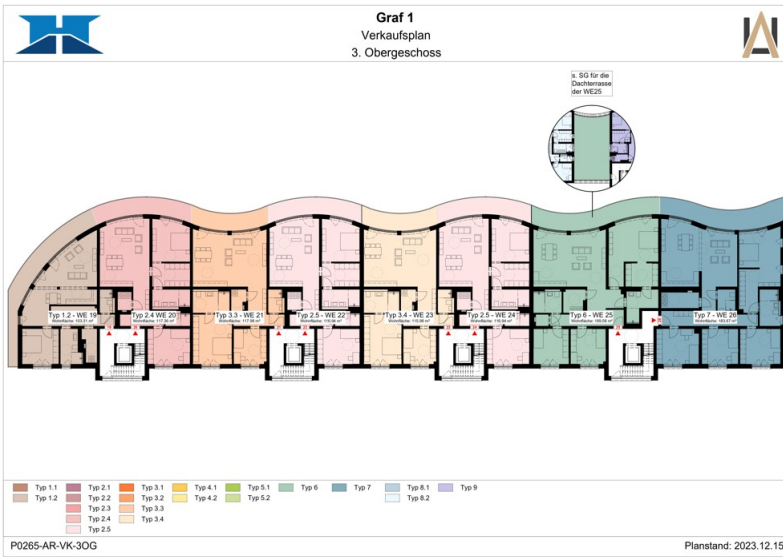 Graf 1
Verkaufsplan
3. Obergeschoss
s. SG für die
Dachterrasse
der WE25
Typ 1.2 - WE 19
Typ 2.4 WE 20
Typ 3.3 - WE 21
Typ 2.5 - WE 22
Typ 3.4 - WE 23
Typ 2.5 - WE 24
Typ 6 - WE 25
Typ 7 - WE 26
Typ 1.1
Typ 2.1
Typ 3.1
Typ 4.1
Typ 5.1
Typ 6
Typ 7
Typ 8.1
Typ 9
Typ 1.2
Typ 2.2
Typ 3.2
Typ 4.2
Typ 5.2
Typ 8.2
Typ 2.3
Typ 3.3
Typ 2.4
Typ 3.4
Typ 2.5
P0265-AR-VK-3OG
Planstand: 2023.12.15